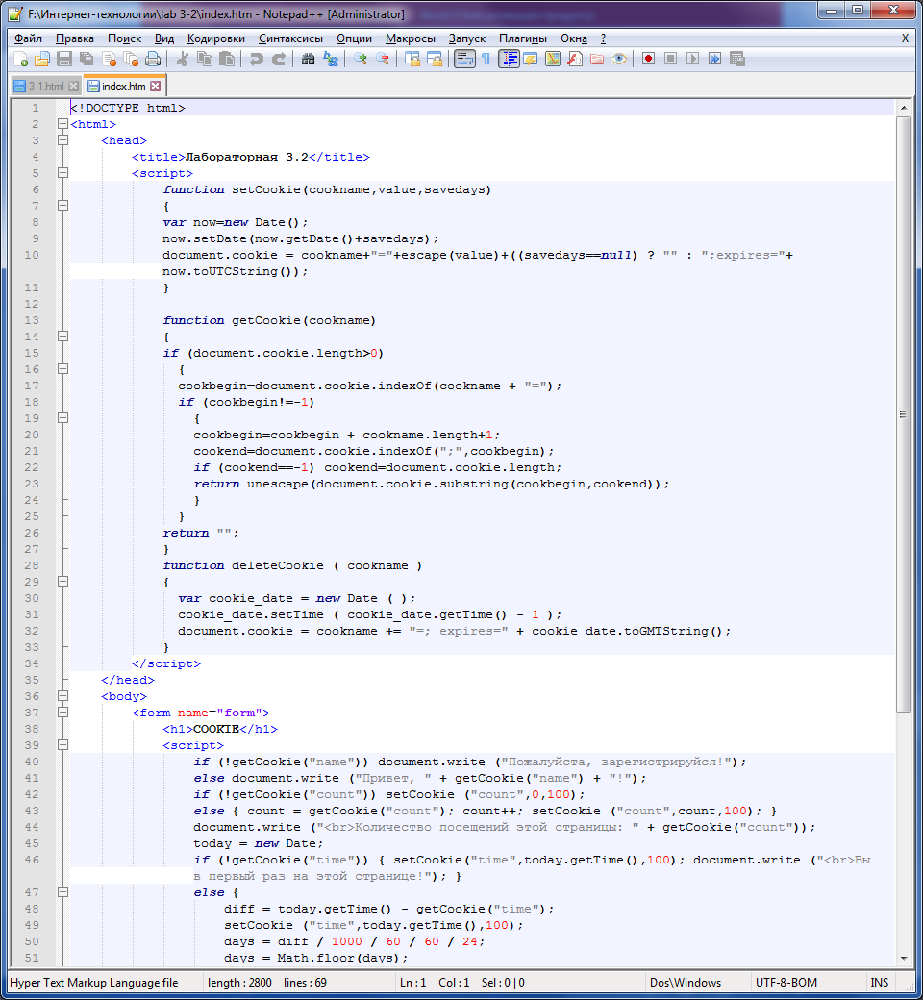 F:\Интернет-технологии\lab 3-2\index.htm - Notepad++ [Administrator]
Файл Правка Поиск Вид Кодировки Синтаксисы Опции Макросы Запуск Плагины Окна ? X
3-1.html index.htm
1 <!DOCTYPE html>
2 <html>
3 <head>
4 <title>Лабораторная 3.2</title>
5 <script>
6 function setCookie(cookname,value,savedays)
7 {
8 var now=new Date();
9 now.setDate(now.getDate()+savedays);
10 document.cookie = cookname+"="+escape(value)+((savedays==null) ? "" : ";expires="+
now.toUTCString());
11 }
12
13 function getCookie(cookname)
14 {
15 if (document.cookie.length>0)
16 {
17 cookbegin=document.cookie.indexOf(cookname + "=");
18 if (cookbegin!=-1)
19 {
20 cookbegin=cookbegin + cookname.length+1;
21 cookend=document.cookie.indexOf(";",cookbegin);
22 if (cookend==-1) cookend=document.cookie.length;
23 return unescape(document.cookie.substring(cookbegin,cookend));
24 }
25 }
26 return "";
27 }
28 function deleteCookie ( cookname )
29 {
30 var cookie_date = new Date ( );
31 cookie_date.setTime ( cookie_date.getTime() - 1 );
32 document.cookie = cookname += "=; expires=" + cookie_date.toGMTString();
33 }
34 </script>
35 </head>
36 <body>
37 <form name="form">
38 <h1>COOKIE</h1>
39 <script>
40 if (!getCookie("name")) document.write ("Пожалуйста, зарегистрируйся!");
41 else document.write ("Привет, " + getCookie("name") + "!");
42 if (!getCookie("count")) setCookie ("count",0,100);
43 else { count = getCookie("count"); count++; setCookie ("count",count,100); }
44 document.write ("<br>Количество посещений этой страницы: " + getCookie("count"));
45 today = new Date;
46 if (!getCookie("time")) { setCookie("time",today.getTime(),100); document.write ("<br>Вы
в первый раз на этой странице!"); }
47 else {
48 diff = today.getTime() - getCookie("time");
49 setCookie ("time",today.getTime(),100);
50 days = diff / 1000 / 60 / 60 / 24;
51 days = Math.floor(days);
Hyper Text Markup Language file length : 2800 lines : 69 Ln : 1 Col : 1 Sel : 0 | 0 Dos\Windows UTF-8-BOM INS